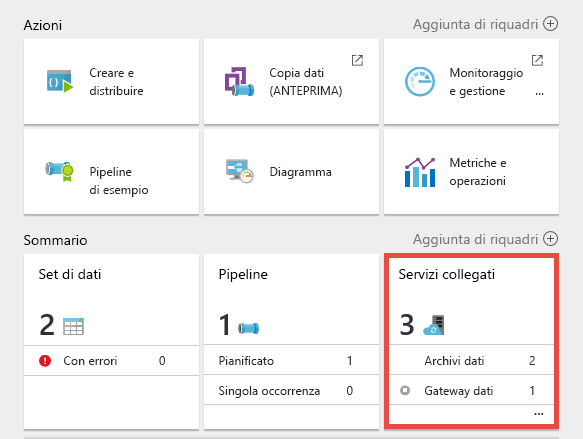 Azioni
Aggiunta di riquadri
Creare e
distribuire
Copia dati
(ANTEPRIMA)
Monitoraggio
e gestione
...
Pipeline
di esempio
Diagramma
Metriche e
operazioni
Sommario
Aggiunta di riquadri
Set di dati
2
Con errori 0
Pipeline
1
Pianificato 1
Singola occorrenza 0
Servizi collegati
3
Archivi dati 2
Gateway dati 1
...